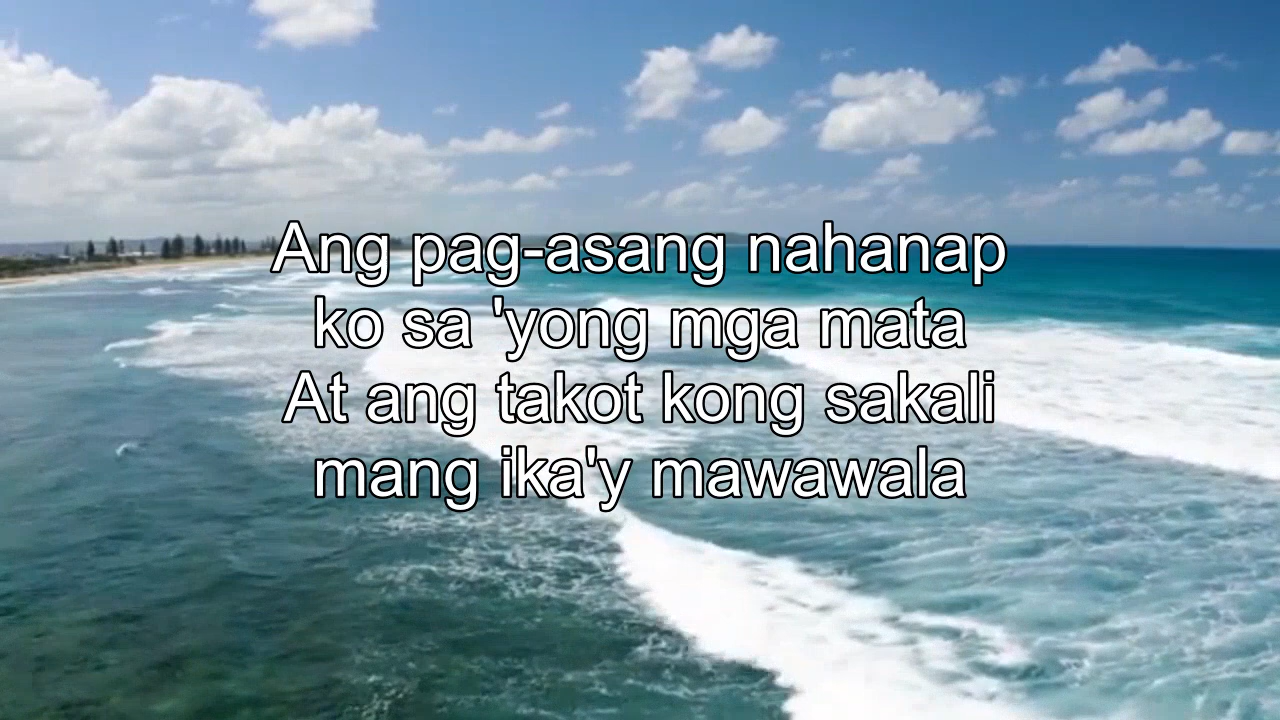 Ang pag-asang nahanap
ko sa 'yong mga mata
At ang takot kong sakali
mang ika'y mawawala